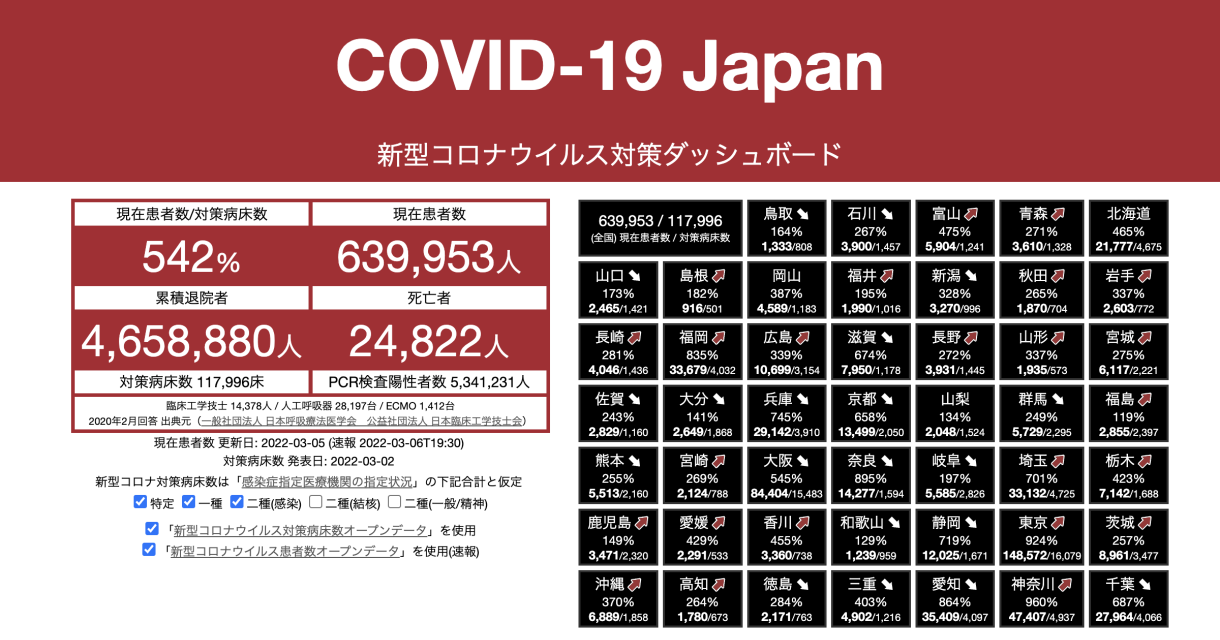 COVID-19 Japan
新型コロナウイルス対策ダッシュボード
現在患者数/対策病床数
現在患者数
542%
639,953人
累積退院者
死亡者
4,658,880人
24,822人
対策病床数 117,996床
PCR検査陽性者数 5,341,231人
臨床工学技士 14,378人 / 人工呼吸器 28,197台 / ECMO 1,412台
2020年2月回答 出典元（一般社団法人 日本呼吸療法医学会　公益社団法人 日本臨床工学技士会）
現在患者数 更新日: 2022-03-05 (速報 2022-03-06T19:30)
対策病床数 発表日: 2022-03-02
新型コロナ対策病床数は「感染症指定医療機関の指定状況」の下記合計と仮定
特定 一種 二種(感染) 二種(結核) 二種(一般/精神)
「新型コロナウイルス対策病床数オープンデータ」を使用
「新型コロナウイルス患者数オープンデータ」を使用(速報)
639,953 / 117,996
(全国) 現在患者数 / 対策病床数
鳥取
164%
1,333/808
石川
267%
3,900/1,457
富山
475%
5,904/1,241
青森
271%
3,610/1,328
北海道
465%
21,777/4,675
山口
173%
2,465/1,421
島根
182%
916/501
岡山
387%
4,589/1,183
福井
195%
1,990/1,016
新潟
328%
3,270/996
秋田
265%
1,870/704
岩手
337%
2,603/772
長崎
281%
4,046/1,436
福岡
835%
33,679/4,032
広島
339%
10,699/3,154
滋賀
674%
7,950/1,178
長野
272%
3,931/1,445
山形
337%
1,935/573
宮城
275%
6,117/2,221
佐賀
243%
2,829/1,160
大分
141%
2,649/1,868
兵庫
745%
29,142/3,910
京都
658%
13,499/2,050
山梨
134%
2,048/1,524
群馬
249%
5,729/2,295
福島
119%
2,855/2,397
熊本
255%
5,513/2,160
宮崎
269%
2,124/788
大阪
545%
84,404/15,483
奈良
895%
14,277/1,594
岐阜
197%
5,585/2,826
埼玉
701%
33,132/4,725
栃木
423%
7,142/1,688
鹿児島
149%
3,471/2,320
愛媛
429%
2,291/533
香川
455%
3,360/738
和歌山
129%
1,239/959
静岡
719%
12,025/1,671
東京
924%
148,572/16,079
茨城
257%
8,961/3,477
沖縄
370%
6,889/1,858
高知
264%
1,780/673
徳島
284%
2,171/763
三重
403%
4,902/1,216
愛知
864%
35,409/4,097
神奈川
960%
47,407/4,937
千葉
687%
27,964/4,066